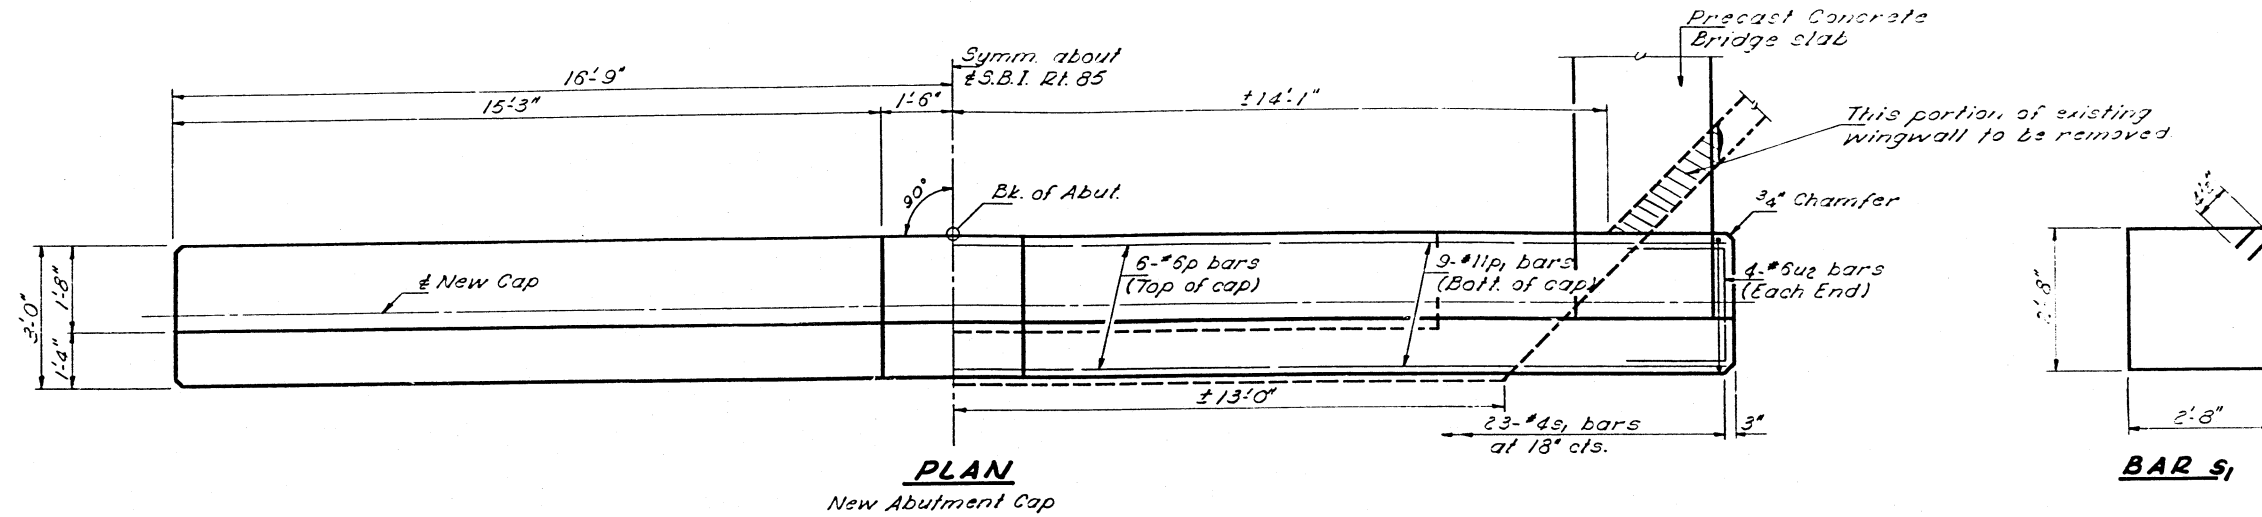 Precast Concrete
Bridge slab
Symm. about
℄ S.B.I. Rt. 85
16'-9"
15'-3"
1'-6"
±14'-1"
This portion of existing
wingwall to be removed.
90°
Bk. of Abut.
3/4" Chamfer
℄ New Cap
6-#6p bars
(Top of cap)
9-#11p1 bars
(Bott. of cap)
4-#6u2 bars
(Each End)
3'-0"
1'-8"
1'-4"
±13'-0"
23-#4s1 bars
at 18" cts.
3"
2'-8"
2'-8"
PLAN
New Abutment Cap
BAR s1